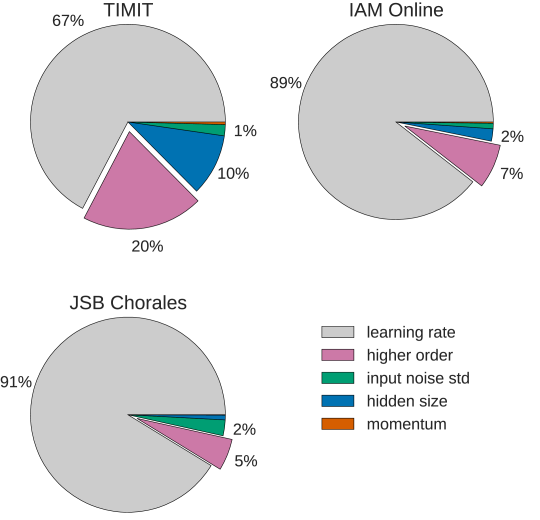 TIMIT
67%
1%
10%
20%
IAM Online
89%
2%
7%
JSB Chorales
91%
2%
5%
learning rate
higher order
input noise std
hidden size
momentum